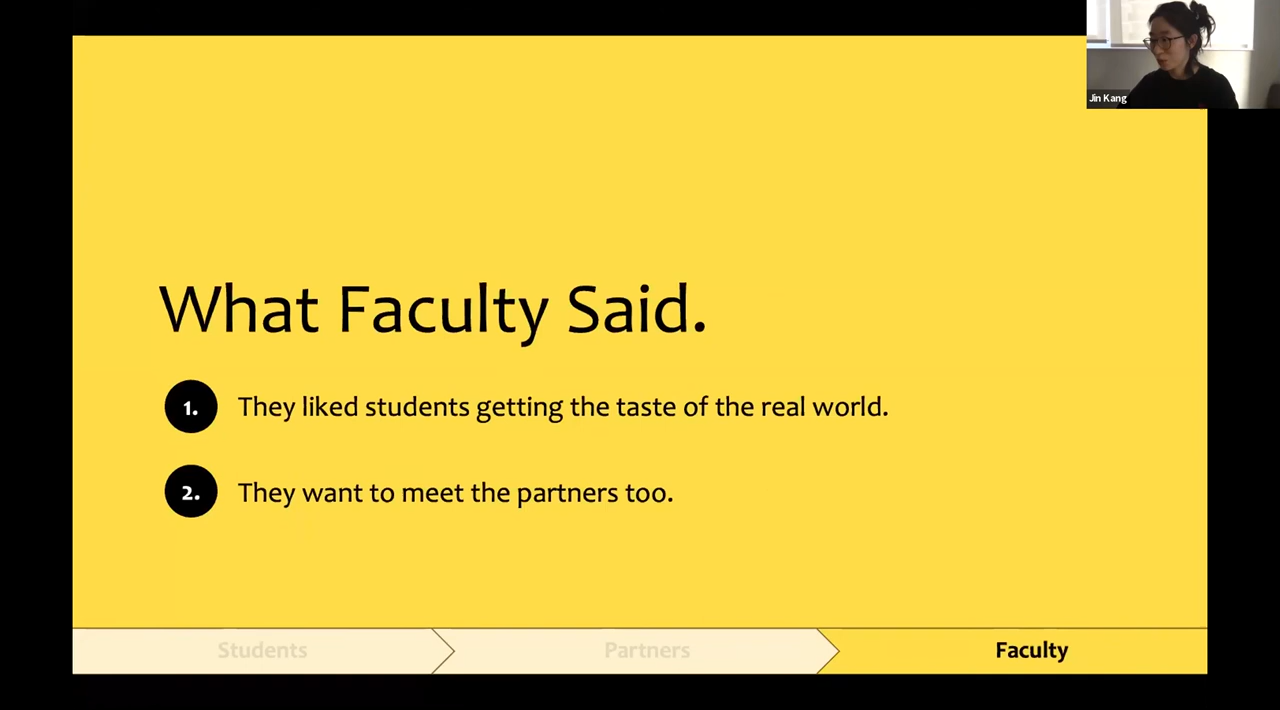 Jin Kang
What Faculty Said.
1. They liked students getting the taste of the real world.
2. They want to meet the partners too.
Students
Partners
Faculty